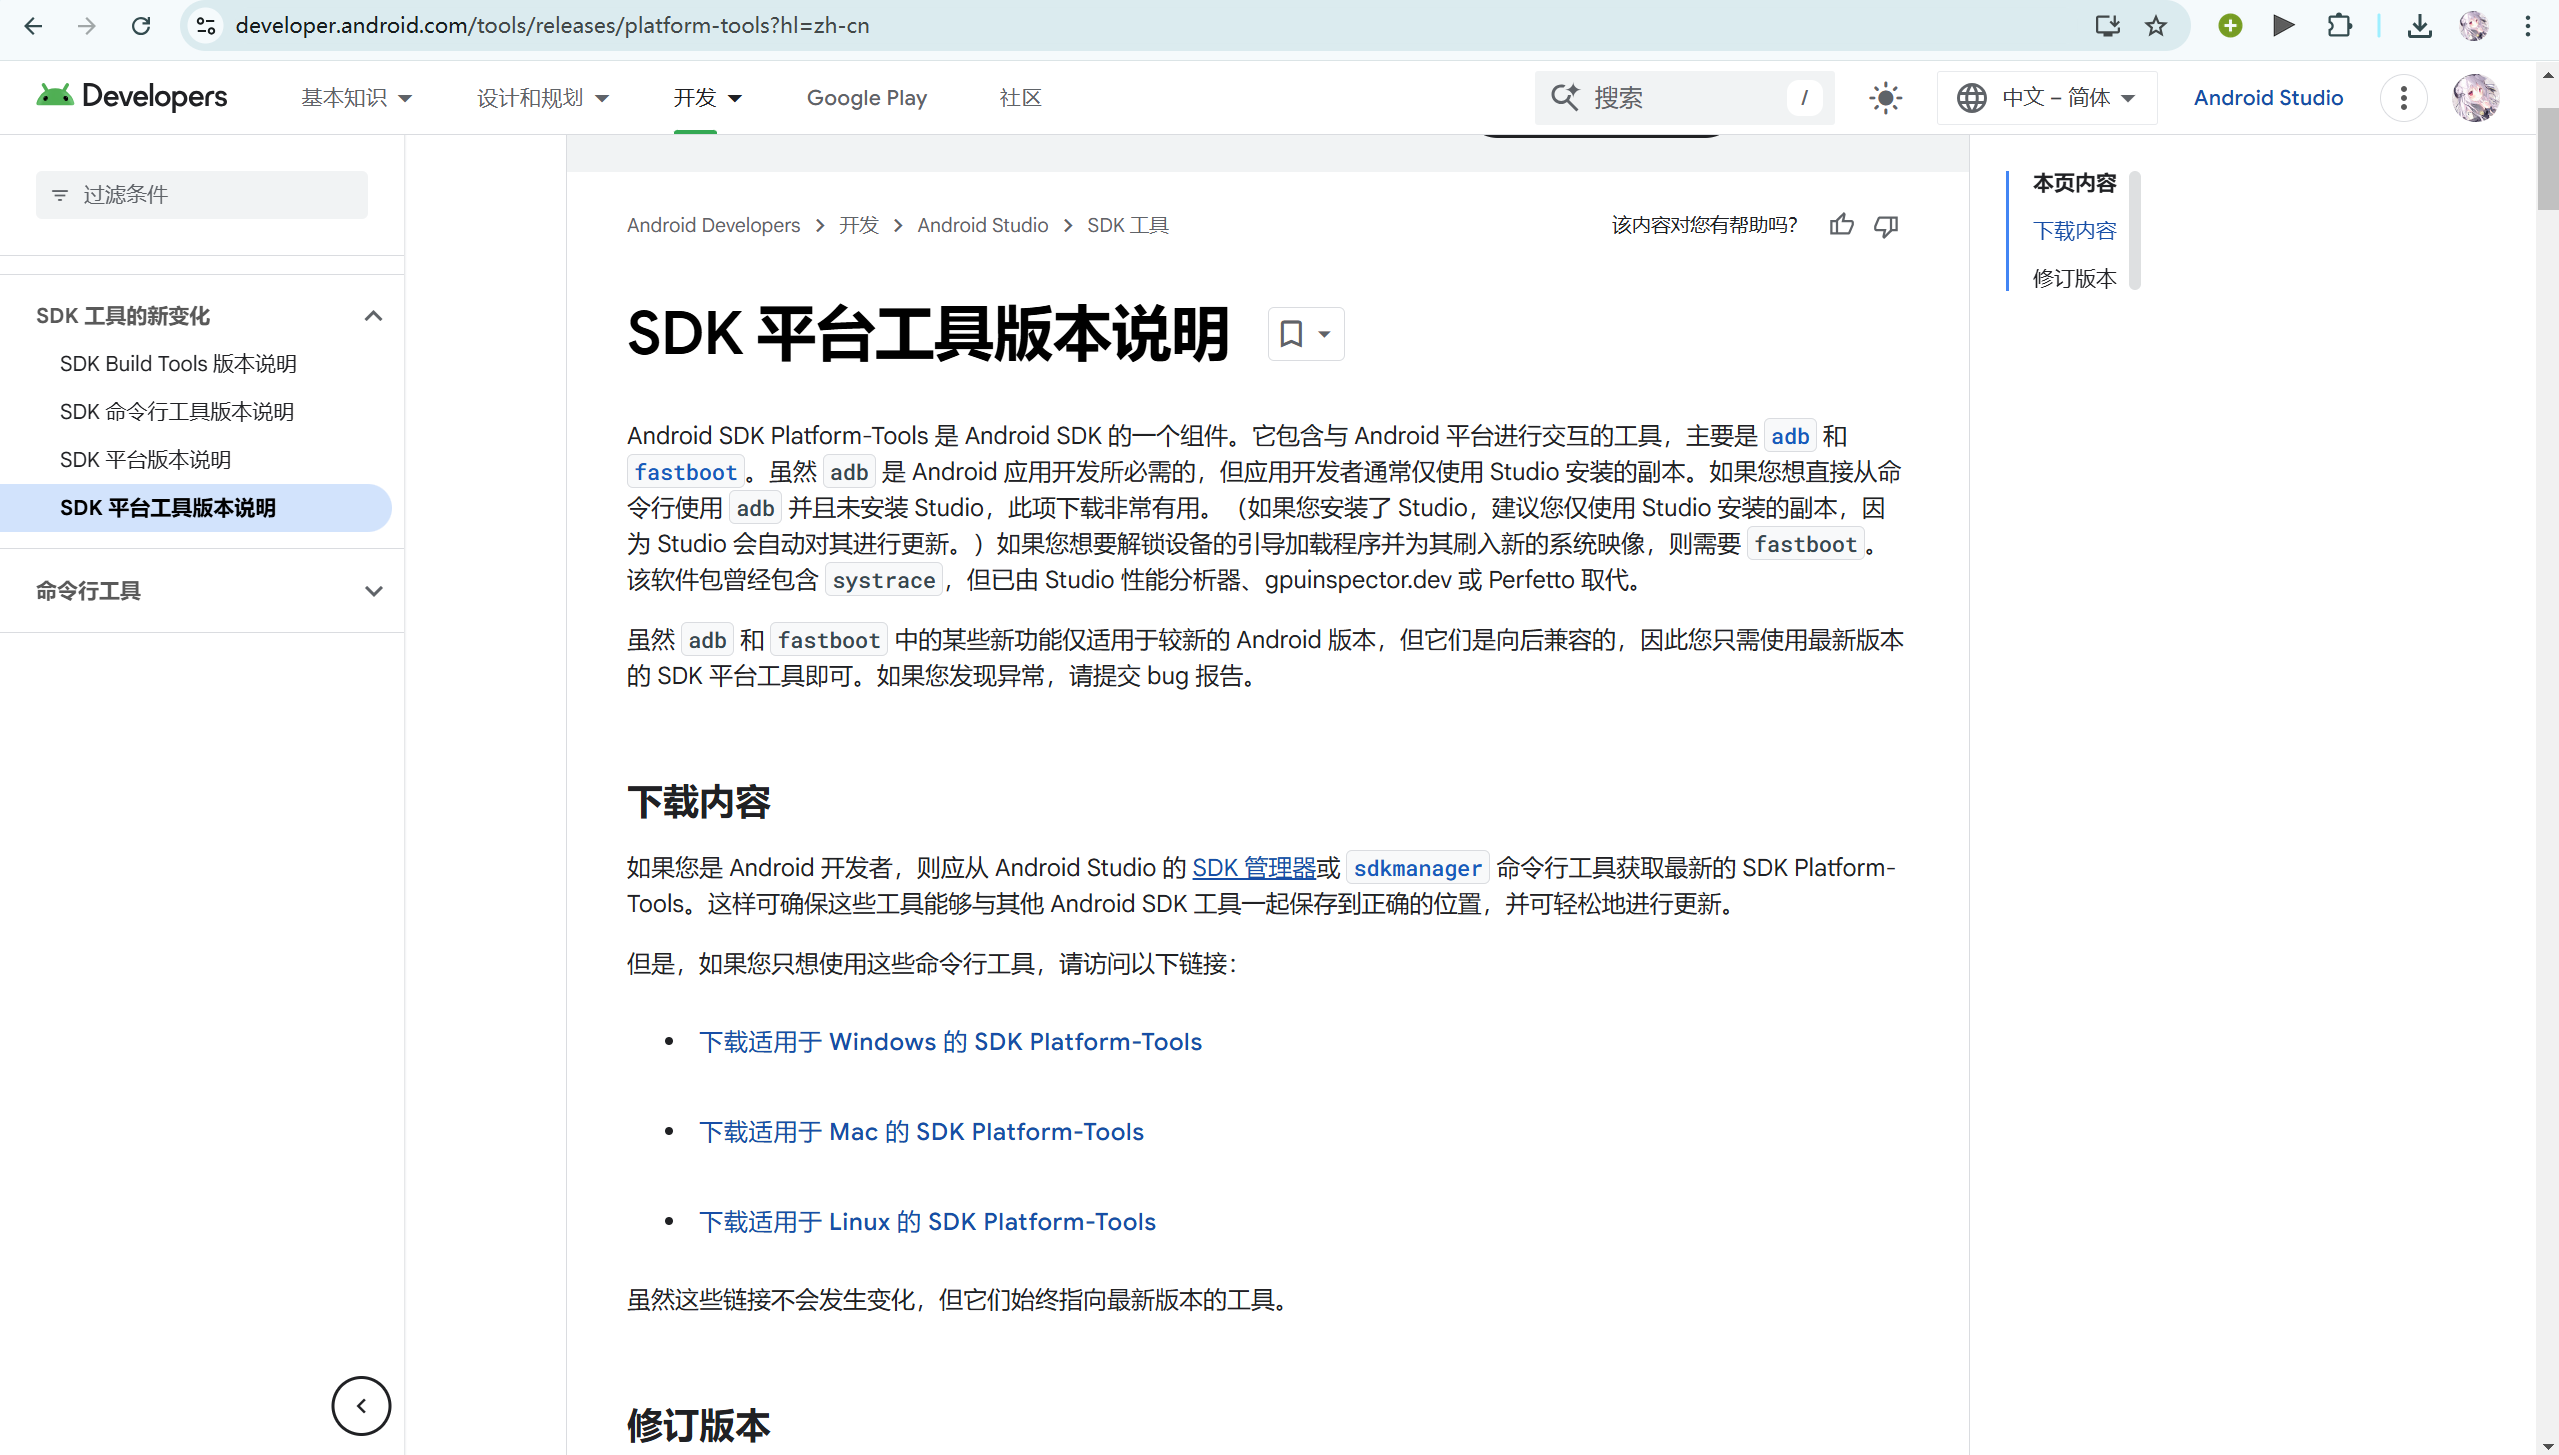 developer.android.com/tools/releases/platform-tools?hl=zh-cn
Developers
基本知识
设计和规划
开发
Google Play
社区
搜索
/
中文 – 简体
Android Studio
过滤条件
SDK 工具的新变化
SDK Build Tools 版本说明
SDK 命令行工具版本说明
SDK 平台版本说明
SDK 平台工具版本说明
命令行工具
Android Developers > 开发 > Android Studio > SDK 工具
该内容对您有帮助吗？
SDK 平台工具版本说明
Android SDK Platform-Tools 是 Android SDK 的一个组件。它包含与 Android 平台进行交互的工具，主要是 adb 和
fastboot。虽然 adb 是 Android 应用开发所必需的，但应用开发者通常仅使用 Studio 安装的副本。如果您想直接从命
令行使用 adb 并且未安装 Studio，此项下载非常有用。（如果您安装了 Studio，建议您仅使用 Studio 安装的副本，因
为 Studio 会自动对其进行更新。）如果您想要解锁设备的引导加载程序并为其刷入新的系统映像，则需要 fastboot。
该软件包曾经包含 systrace，但已由 Studio 性能分析器、gpuinspector.dev 或 Perfetto 取代。
虽然 adb 和 fastboot 中的某些新功能仅适用于较新的 Android 版本，但它们是向后兼容的，因此您只需使用最新版本
的 SDK 平台工具即可。如果您发现异常，请提交 bug 报告。
下载内容
如果您是 Android 开发者，则应从 Android Studio 的 SDK 管理器或 sdkmanager 命令行工具获取最新的 SDK Platform-
Tools。这样可确保这些工具能够与其他 Android SDK 工具一起保存到正确的位置，并可轻松地进行更新。
但是，如果您只想使用这些命令行工具，请访问以下链接：
• 下载适用于 Windows 的 SDK Platform-Tools
• 下载适用于 Mac 的 SDK Platform-Tools
• 下载适用于 Linux 的 SDK Platform-Tools
虽然这些链接不会发生变化，但它们始终指向最新版本的工具。
修订版本
本页内容
下载内容
修订版本